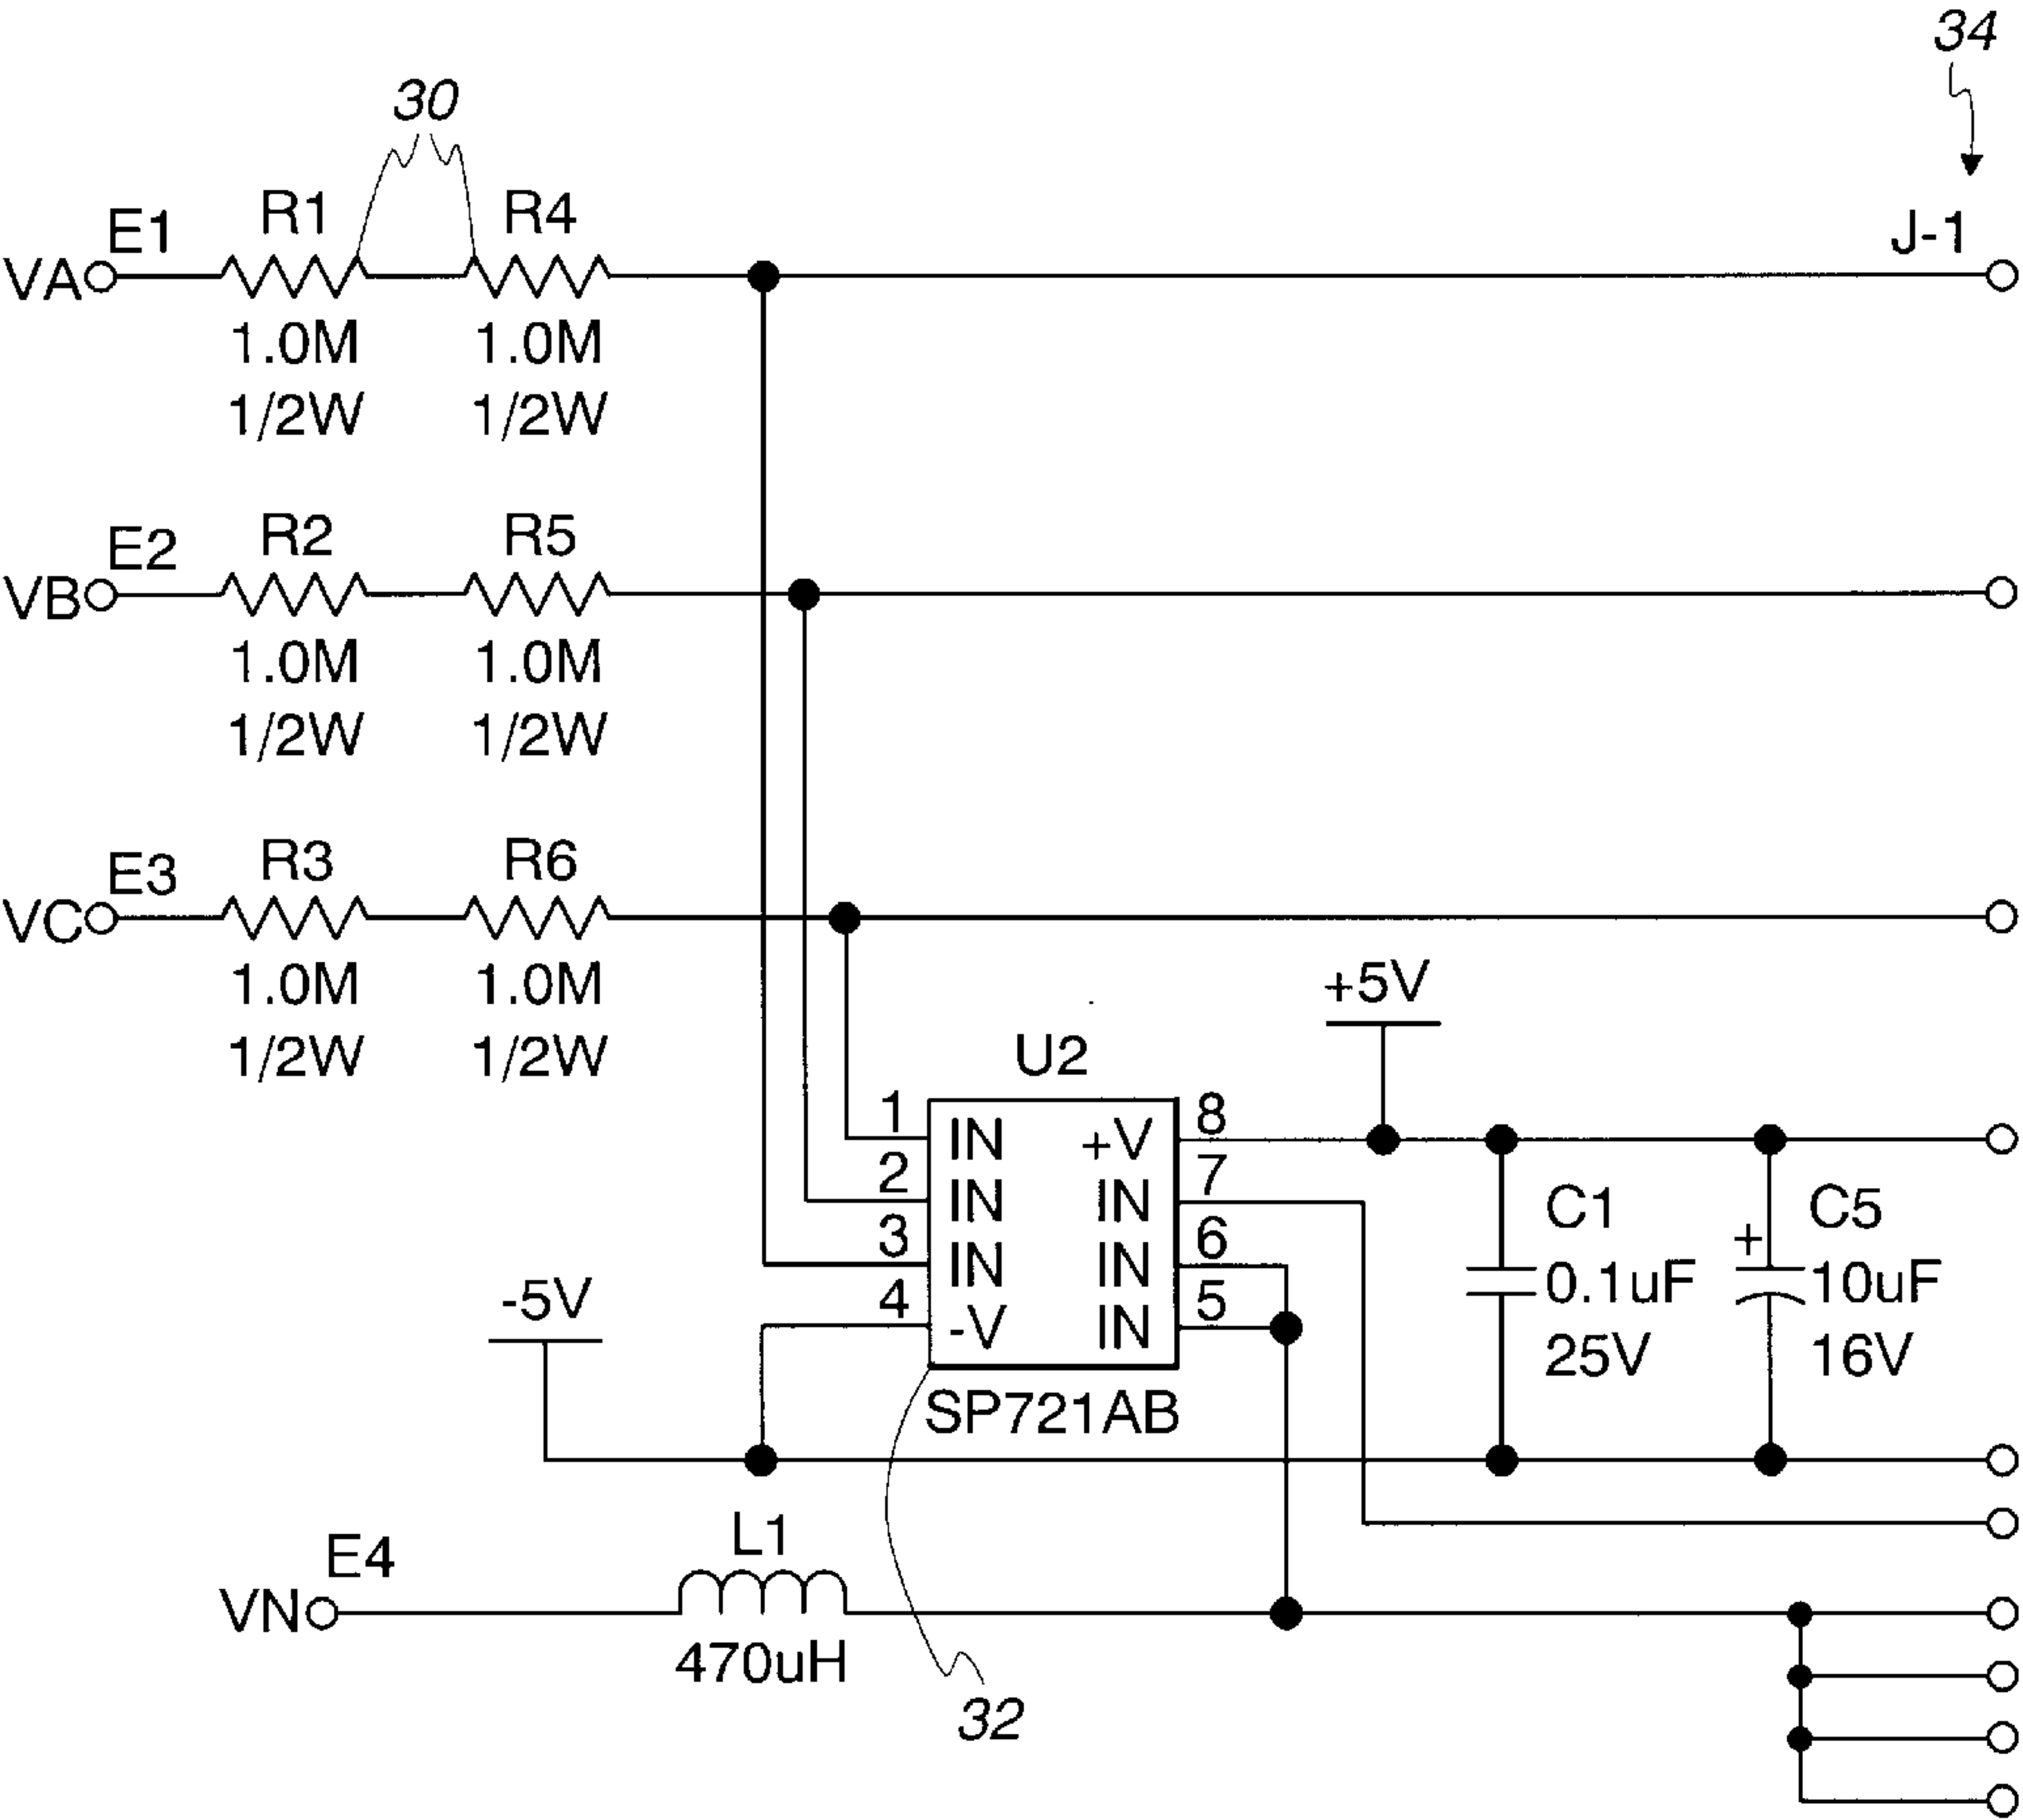 34
30
E1 R1 R4 J-1
VA
1.0M 1.0M
1/2W 1/2W
E2 R2 R5
VB
1.0M 1.0M
1/2W 1/2W
E3 R3 R6
VC
1.0M 1.0M
1/2W 1/2W
+5V
U2
1 IN +V 8
2 IN IN 7
3 IN IN 6
4 -V IN 5
SP721AB
C1
0.1uF
25V
+ C5
10uF
16V
-5V
L1
E4
VN
470uH
32